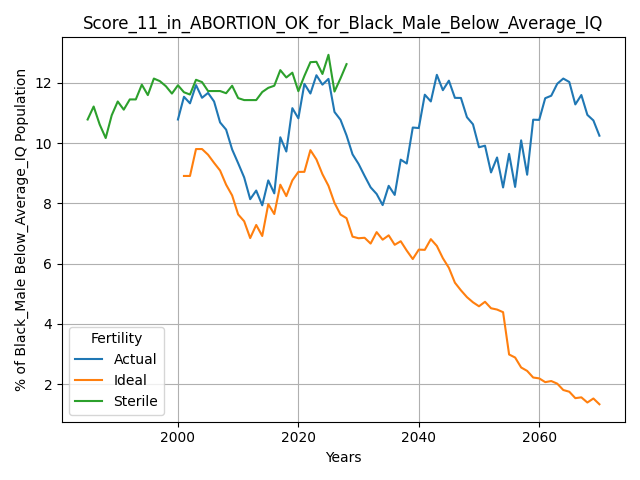 Score_11_in_ABORTION_OK_for_Black_Male_Below_Average_IQ
% of Black_Male Below_Average_IQ Population
12
10
8
6
4
2
Fertility
Actual
Ideal
Sterile
2000 2020 2040 2060
Years